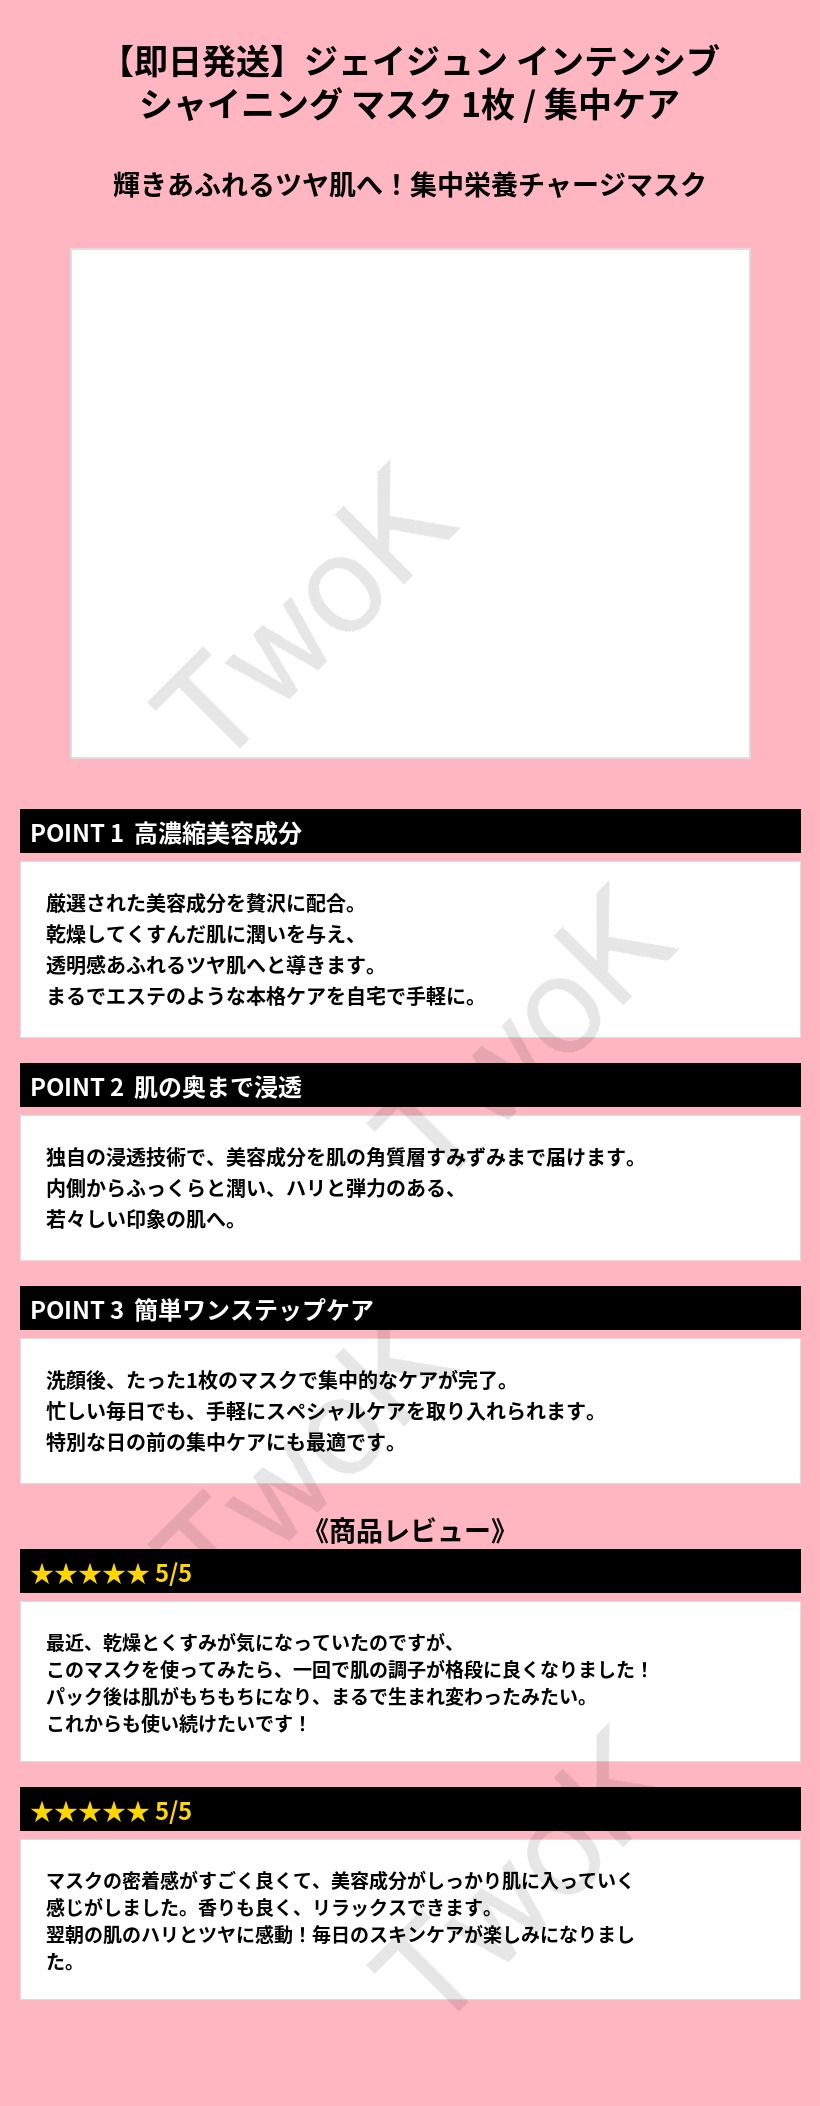 【即日発送】ジェイジュン インテンシブ
シャイニング マスク 1枚 / 集中ケア
輝きあふれるツヤ肌へ！集中栄養チャージマスク
TwoK
POINT 1 高濃縮美容成分
厳選された美容成分を贅沢に配合。
乾燥してくすんだ肌に潤いを与え、
透明感あふれるツヤ肌へと導きます。
まるでエステのような本格ケアを自宅で手軽に。
TwoK
POINT 2 肌の奥まで浸透
独自の浸透技術で、美容成分を肌の角質層すみずみまで届けます。
内側からふっくらと潤い、ハリと弾力のある、
若々しい印象の肌へ。
POINT 3 簡単ワンステップケア
洗顔後、たった1枚のマスクで集中的なケアが完了。
忙しい毎日でも、手軽にスペシャルケアを取り入れられます。
特別な日の前の集中ケアにも最適です。
TwoK
《商品レビュー》
★★★★★ 5/5
最近、乾燥とくすみが気になっていたのですが、
このマスクを使ってみたら、一回で肌の調子が格段に良くなりました！
パック後は肌がもちもちになり、まるで生まれ変わったみたい。
これからも使い続けたいです！
★★★★★ 5/5
マスクの密着感がすごく良くて、美容成分がしっかり肌に入っていく
感じがしました。香りも良く、リラックスできます。
翌朝の肌のハリとツヤに感動！毎日のスキンケアが楽しみになりまし
た。
TwoK